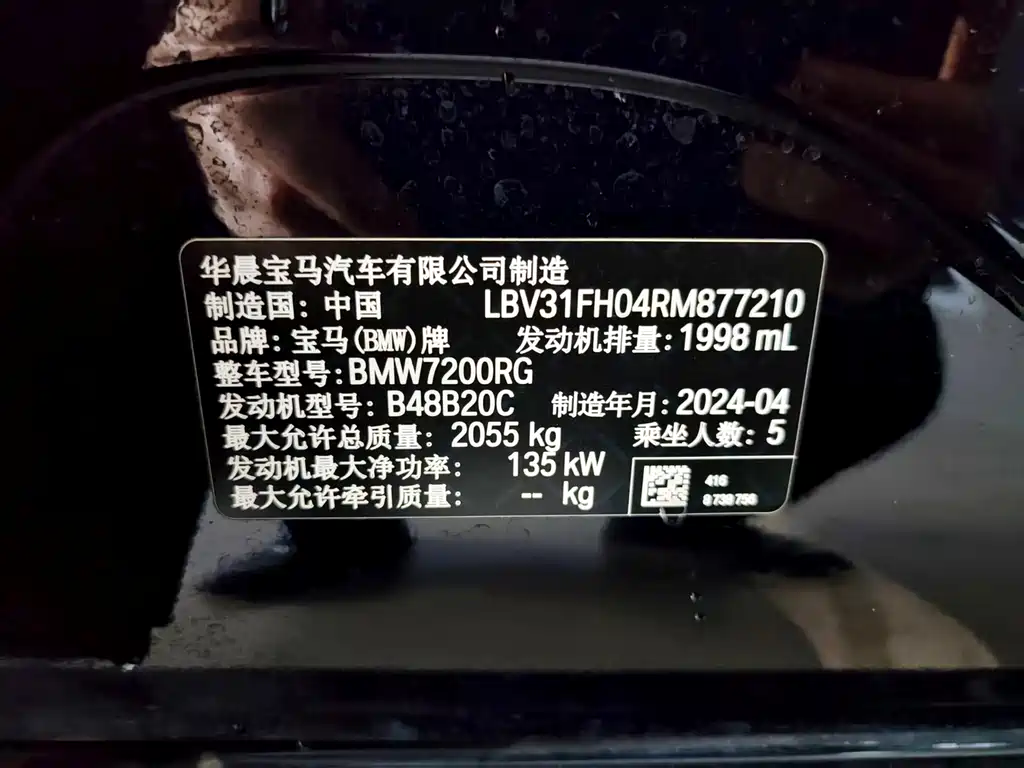 华晨宝马汽车有限公司制造
制造国: 中国 LBV31FH04RM877210
品牌: 宝马(BMW)牌 发动机排量: 1998 mL
整车型号: BMW7200RG
发动机型号: B48B20C 制造年月: 2024-04
最大允许总质量: 2055 kg 乘坐人数: 5
发动机最大净功率: 135 kW
最大允许牵引质量: -- kg
416
8 738 756